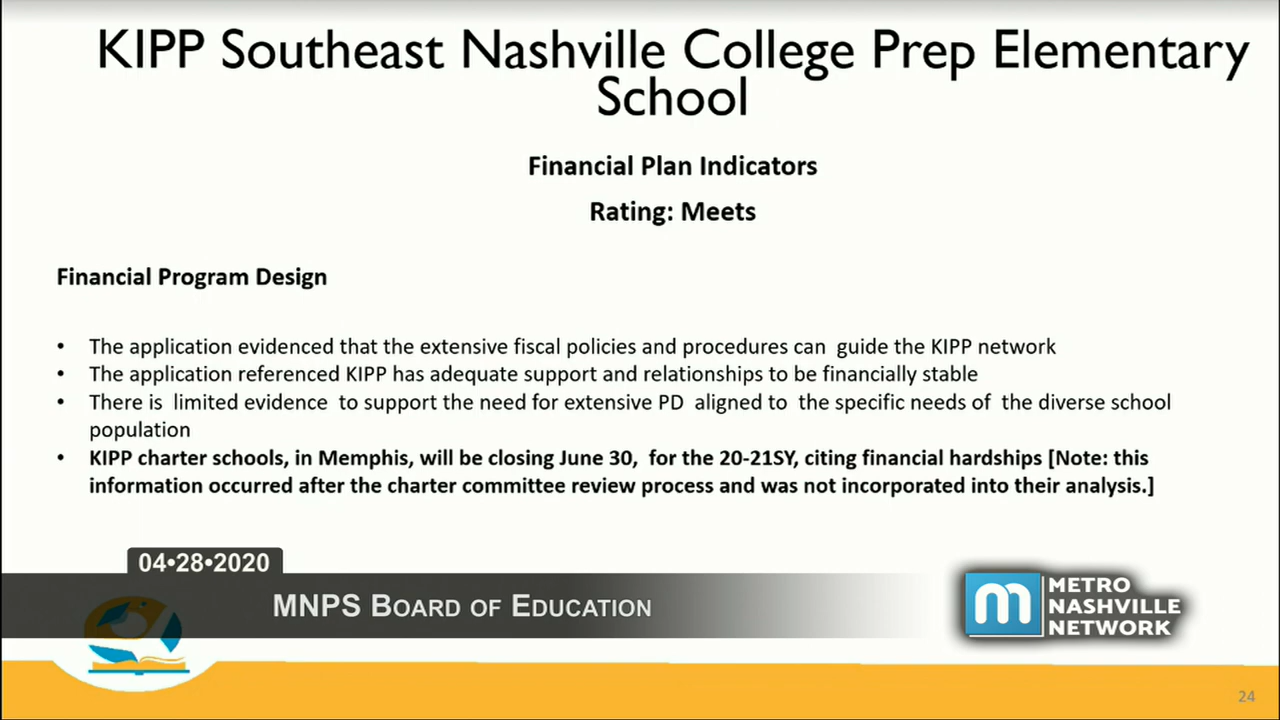 KIPP Southeast Nashville College Prep Elementary
School
Financial Plan Indicators
Rating: Meets
Financial Program Design
• The application evidenced that the extensive fiscal policies and procedures can guide the KIPP network
• The application referenced KIPP has adequate support and relationships to be financially stable
• There is limited evidence to support the need for extensive PD aligned to the specific needs of the diverse school
population
• KIPP charter schools, in Memphis, will be closing June 30, for the 20-21SY, citing financial hardships [Note: this
information occurred after the charter committee review process and was not incorporated into their analysis.]
04•28•2020
MNPS BOARD OF EDUCATION
m METRO
NASHVILLE
NETWORK
24